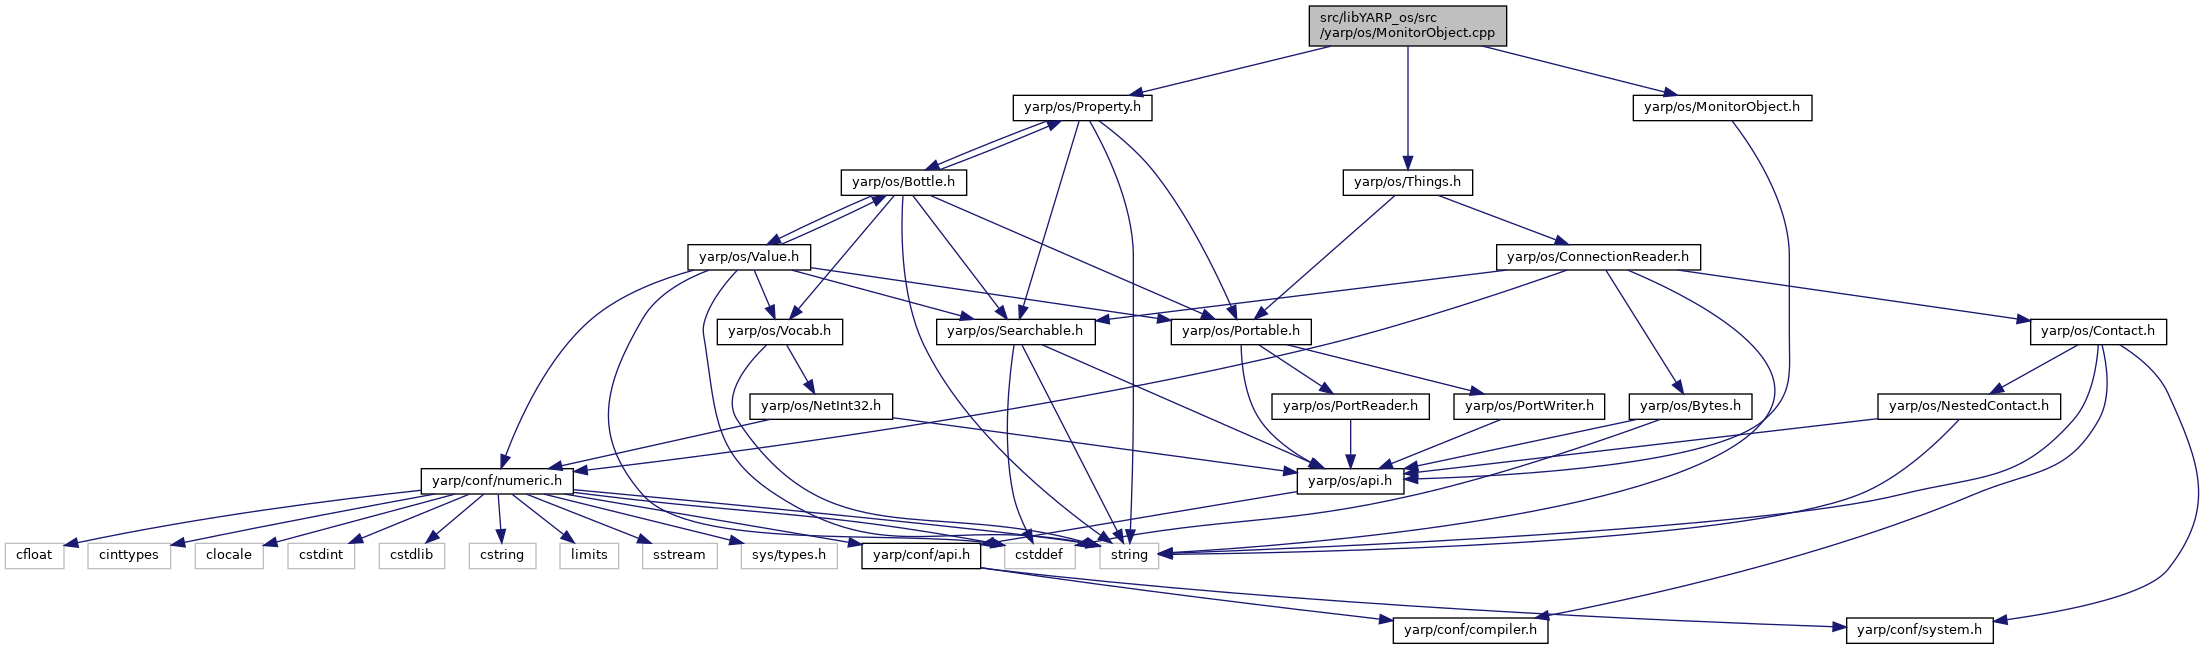 src/libYARP_os/src
/yarp/os/MonitorObject.cpp
yarp/os/Property.h
yarp/os/MonitorObject.h
yarp/os/Bottle.h
yarp/os/Things.h
yarp/os/Value.h
yarp/os/ConnectionReader.h
yarp/os/Vocab.h
yarp/os/Searchable.h
yarp/os/Portable.h
yarp/os/Contact.h
yarp/os/NetInt32.h
yarp/os/PortReader.h
yarp/os/PortWriter.h
yarp/os/Bytes.h
yarp/os/NestedContact.h
yarp/conf/numeric.h
yarp/os/api.h
cfloat
cinttypes
clocale
cstdint
cstdlib
cstring
limits
sstream
sys/types.h
yarp/conf/api.h
cstddef
string
yarp/conf/compiler.h
yarp/conf/system.h